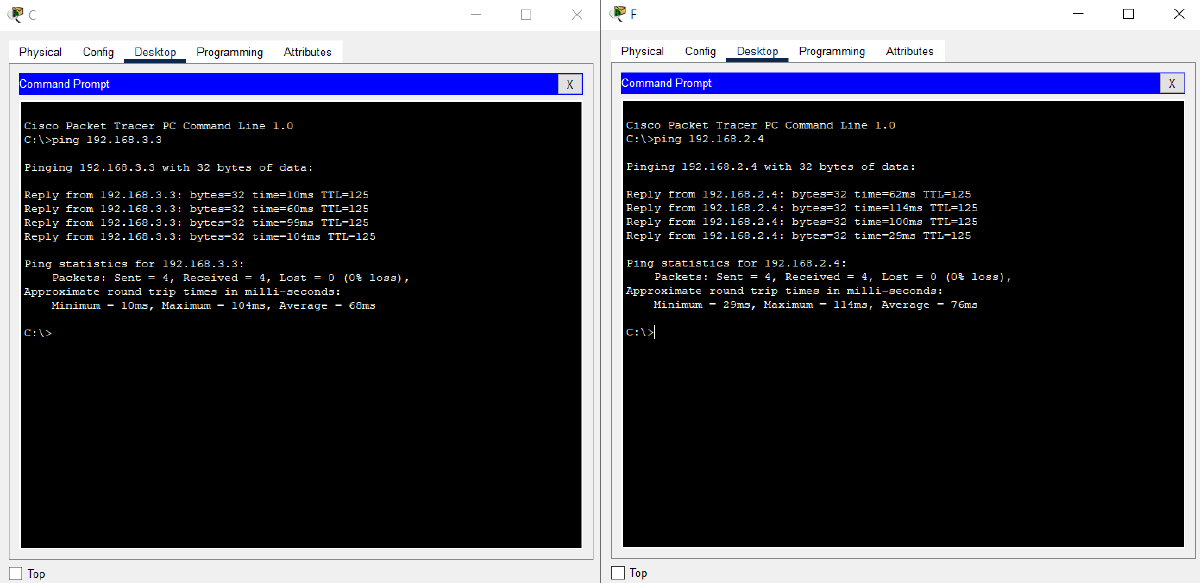 C
Physical Config Desktop Programming Attributes
Command Prompt X
Cisco Packet Tracer PC Command Line 1.0
C:\>ping 192.168.3.3
Pinging 192.168.3.3 with 32 bytes of data:
Reply from 192.168.3.3: bytes=32 time=10ms TTL=125
Reply from 192.168.3.3: bytes=32 time=60ms TTL=125
Reply from 192.168.3.3: bytes=32 time=99ms TTL=125
Reply from 192.168.3.3: bytes=32 time=104ms TTL=125
Ping statistics for 192.168.3.3:
Packets: Sent = 4, Received = 4, Lost = 0 (0% loss),
Approximate round trip times in milli-seconds:
Minimum = 10ms, Maximum = 104ms, Average = 68ms
C:\>
Top
F
Physical Config Desktop Programming Attributes
Command Prompt X
Cisco Packet Tracer PC Command Line 1.0
C:\>ping 192.168.2.4
Pinging 192.168.2.4 with 32 bytes of data:
Reply from 192.168.2.4: bytes=32 time=62ms TTL=125
Reply from 192.168.2.4: bytes=32 time=114ms TTL=125
Reply from 192.168.2.4: bytes=32 time=100ms TTL=125
Reply from 192.168.2.4: bytes=32 time=29ms TTL=125
Ping statistics for 192.168.2.4:
Packets: Sent = 4, Received = 4, Lost = 0 (0% loss),
Approximate round trip times in milli-seconds:
Minimum = 29ms, Maximum = 114ms, Average = 76ms
C:\>
Top